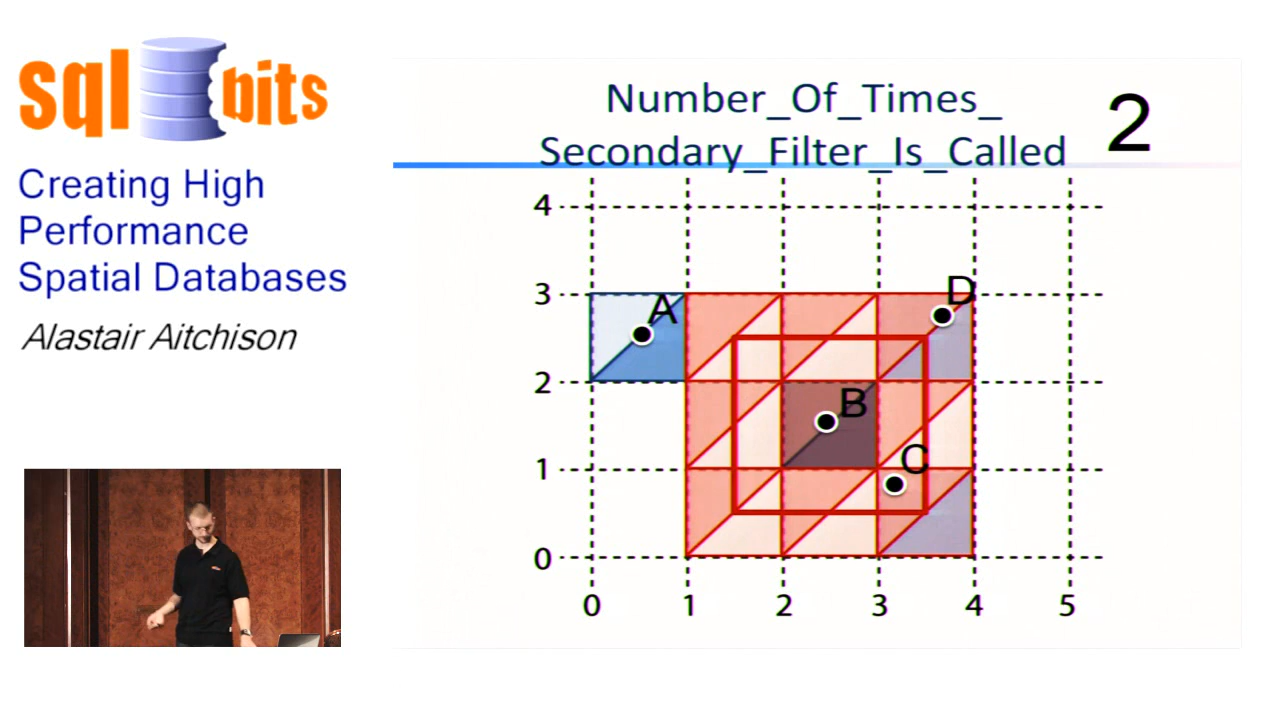 sql bits
Creating High
Performance
Spatial Databases
Alastair Aitchison
Number_Of_Times_
Secondary_Filter_Is_Called
2
4
3
2
1
0
A
D
B
C
0 1 2 3 4 5